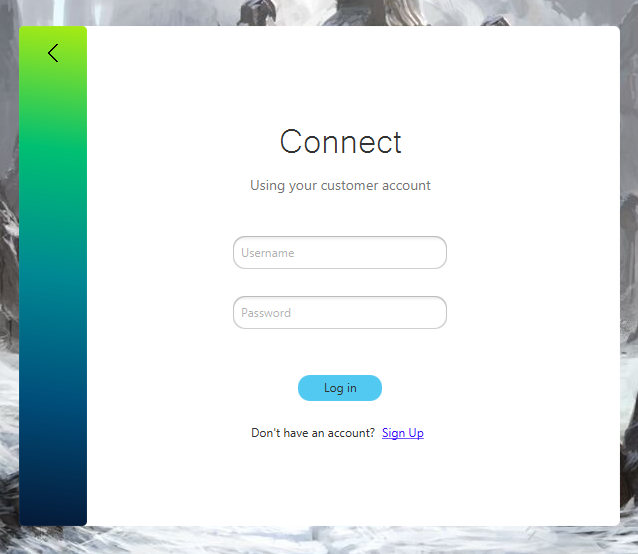 Connect
Using your customer account
Username
Password
Log in
Don't have an account? Sign Up